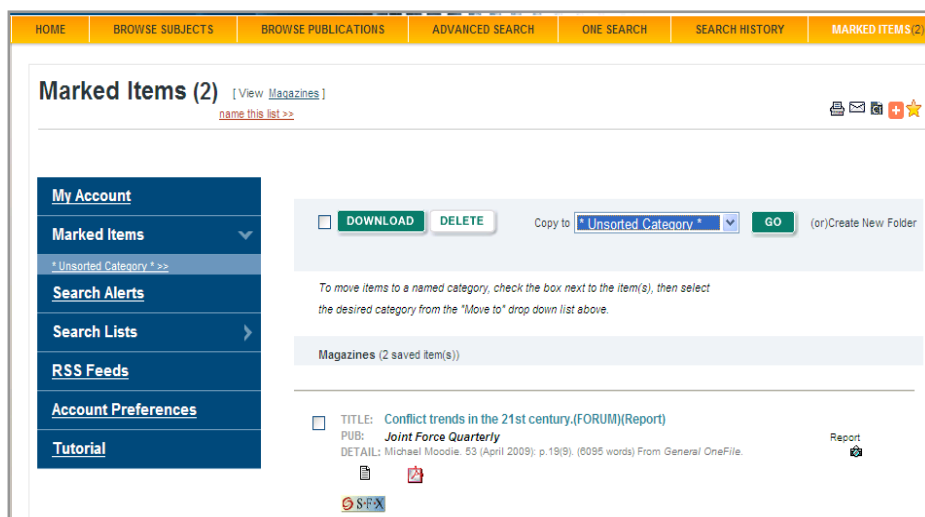 HOME BROWSE SUBJECTS BROWSE PUBLICATIONS ADVANCED SEARCH ONE SEARCH SEARCH HISTORY MARKED ITEMS(2)
Marked Items (2) [ View Magazines ]
name this list >>
My Account
Marked Items
* Unsorted Category * >>
Search Alerts
Search Lists
RSS Feeds
Account Preferences
Tutorial
DOWNLOAD DELETE Copy to * Unsorted Category * GO (or)Create New Folder
To move items to a named category, check the box next to the item(s), then select
the desired category from the "Move to" drop down list above.
Magazines (2 saved item(s))
TITLE: Conflict trends in the 21st century.(FORUM)(Report)
PUB: Joint Force Quarterly
DETAIL: Michael Moodie. 53 (April 2009): p.19(9). (6095 words) From General OneFile.
Report
S·F·X